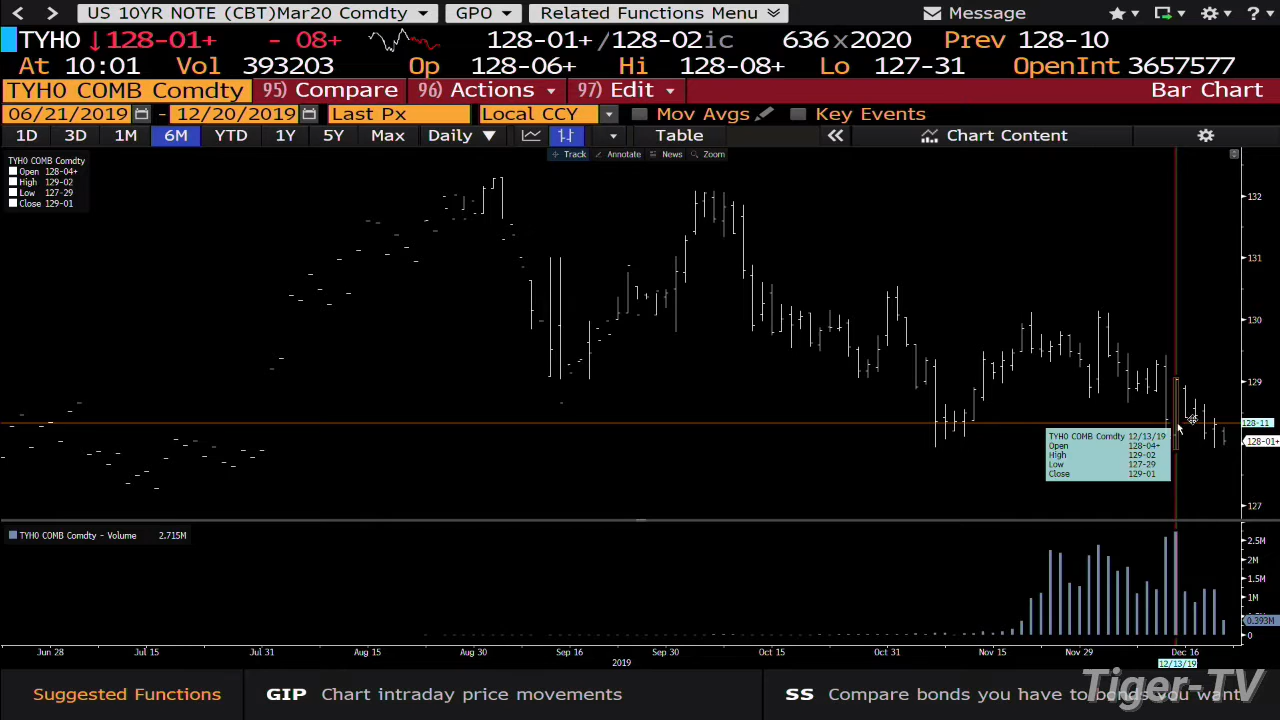 US 10YR NOTE (CBT)Mar20 Comdty GPO Related Functions Menu Message
TYH0 ↓128-01+ - 08+ 128-01+/128-02ic 636x2020 Prev 128-10
At 10:01 Vol 393203 Op 128-06+ Hi 128-08+ Lo 127-31 OpenInt 3657577
TYH0 COMB Comdty 95) Compare 96) Actions 97) Edit Bar Chart
06/21/2019 - 12/20/2019 Last Px Local CCY Mov Avgs Key Events
1D 3D 1M 6M YTD 1Y 5Y Max Daily ▼ Table « Chart Content
Track Annotate News Zoom
TYH0 COMB Comdty
Open 128-04+
High 129-02
Low 127-29
Close 129-01
132
131
130
129
128-11
128-01+
127
TYH0 COMB Comdty 12/13/19
Open 128-04+
High 129-02
Low 127-29
Close 129-01
TYH0 COMB Comdty - Volume 2.715M
2.5M
2M
1.5M
1M
0.393M
0
Jun 28 Jul 15 Jul 31 Aug 15 Aug 30 Sep 16 Sep 30 Oct 15 Oct 31 Nov 15 Nov 29 Dec 16
2019 12/13/19
Suggested Functions GIP Chart intraday price movements SS Compare bonds you have to bonds you want
Tiger-TV